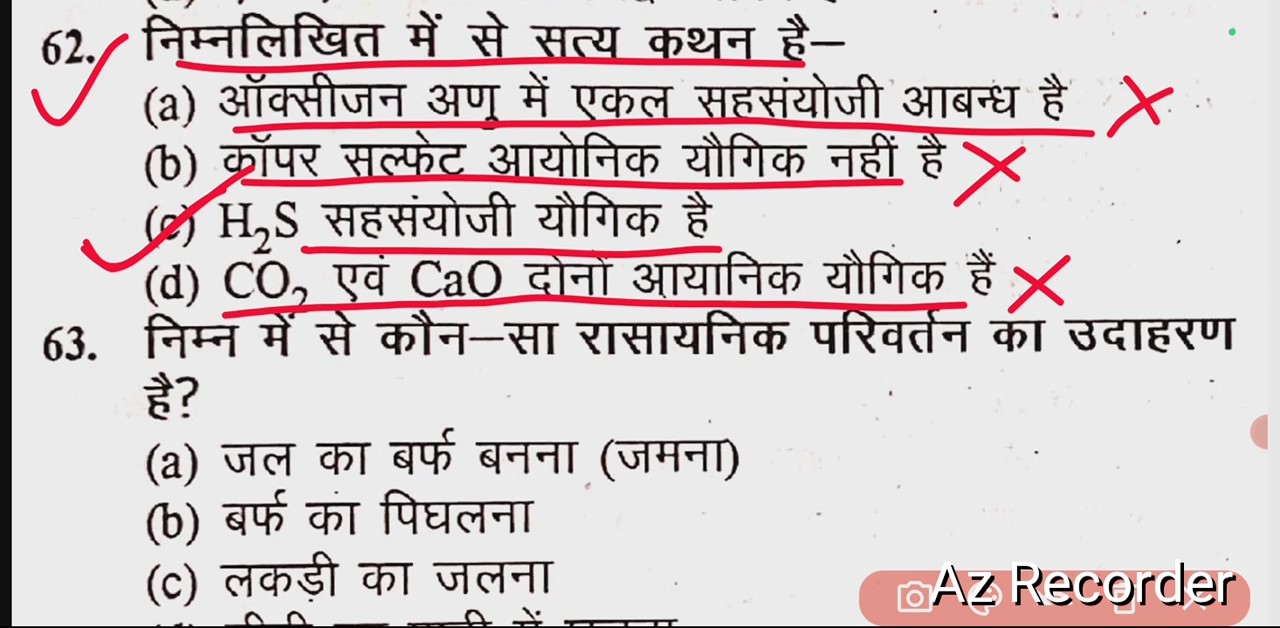 62. निम्नलिखित में से सत्य कथन है–
(a) ऑक्सीजन अणु में एकल सहसंयोजी आबन्ध है
(b) कॉपर सल्फेट आयोनिक यौगिक नहीं है
(c) H₂S सहसंयोजी यौगिक है
(d) CO₂ एवं CaO दोनों आयानिक यौगिक हैं
63. निम्न में से कौन–सा रासायनिक परिवर्तन का उदाहरण
है?
(a) जल का बर्फ बनना (जमना)
(b) बर्फ का पिघलना
(c) लकड़ी का जलना
Az Recorder